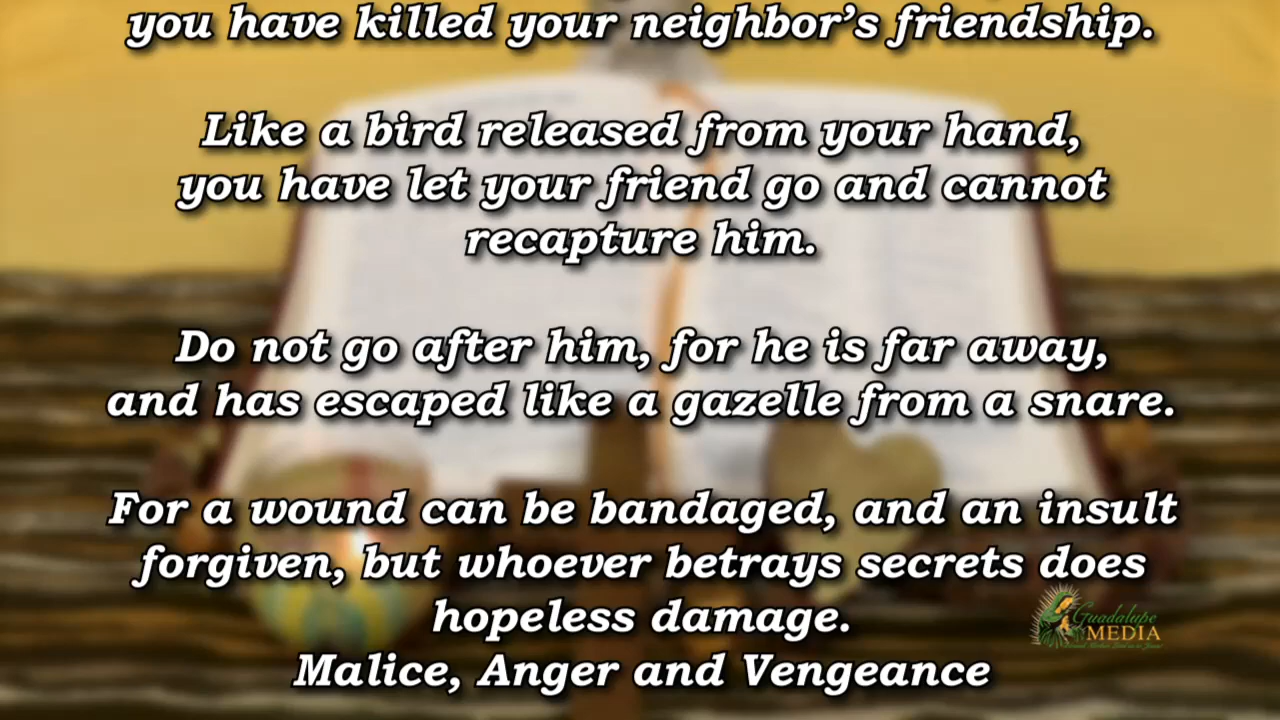 you have killed your neighbor’s friendship.
Like a bird released from your hand,
you have let your friend go and cannot
recapture him.
Do not go after him, for he is far away,
and has escaped like a gazelle from a snare.
For a wound can be bandaged, and an insult
forgiven, but whoever betrays secrets does
hopeless damage.
Guadalupe
MEDIA
Malice, Anger and Vengeance